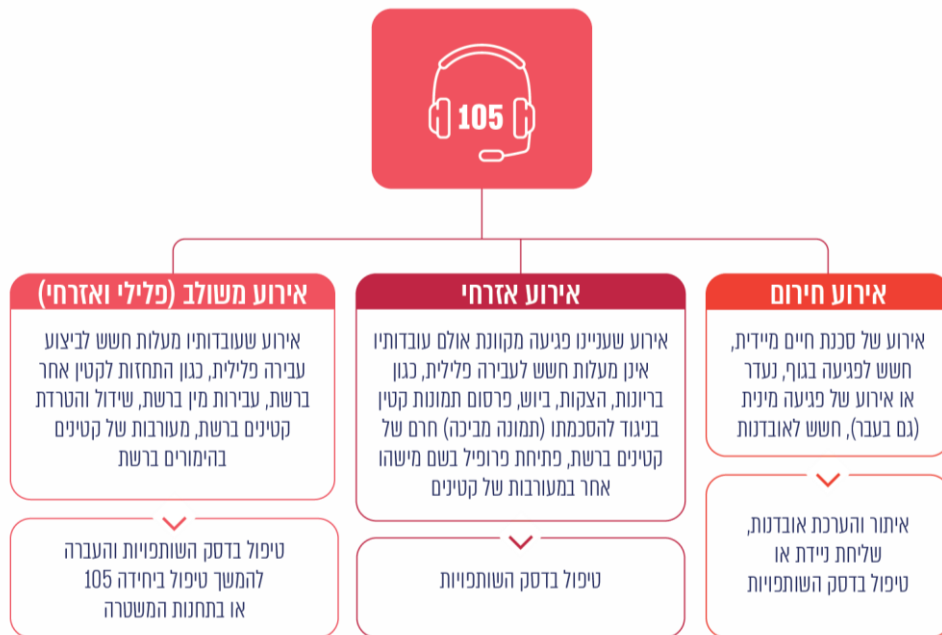 105
אירוע חירום
אירוע של סכנת חיים מיידית,
חשש לפגיעה בגוף, נעדר
או אירוע של פגיעה מינית
(גם בעבר), חשש לאובדנות
איתור והערכת אובדנות,
שליחת ניידת או
טיפול בדסק השותפויות
אירוע אזרחי
אירוע שעניינו פגיעה מקוונת אולם עובדותיו
אינן מעלות חשש לעבירה פלילית, כגון
בריונות, הצקות, ביוש, פרסום תמונות קטין
בניגוד להסכמתו (תמונה מביכה) חרם של
קטינים ברשת, פתיחת פרופיל בשם מישהו
אחר במעורבות של קטינים
טיפול בדסק השותפויות
אירוע משולב (פלילי ואזרחי)
אירוע שעובדותיו מעלות חשש לביצוע
עבירה פלילית, כגון התחזות לקטין אחר
ברשת, עבירות מין ברשת, שידול והטרדת
קטינים ברשת, מעורבות של קטינים
בהימורים ברשת
טיפול בדסק השותפויות והעברה
להמשך טיפול ביחידה 105
או בתחנות המשטרה